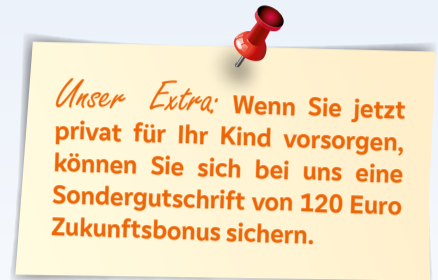 Unser Extra: Wenn Sie jetzt
privat für Ihr Kind vorsorgen,
können Sie sich bei uns eine
Sondergutschrift von 120 Euro
Zukunftsbonus sichern.